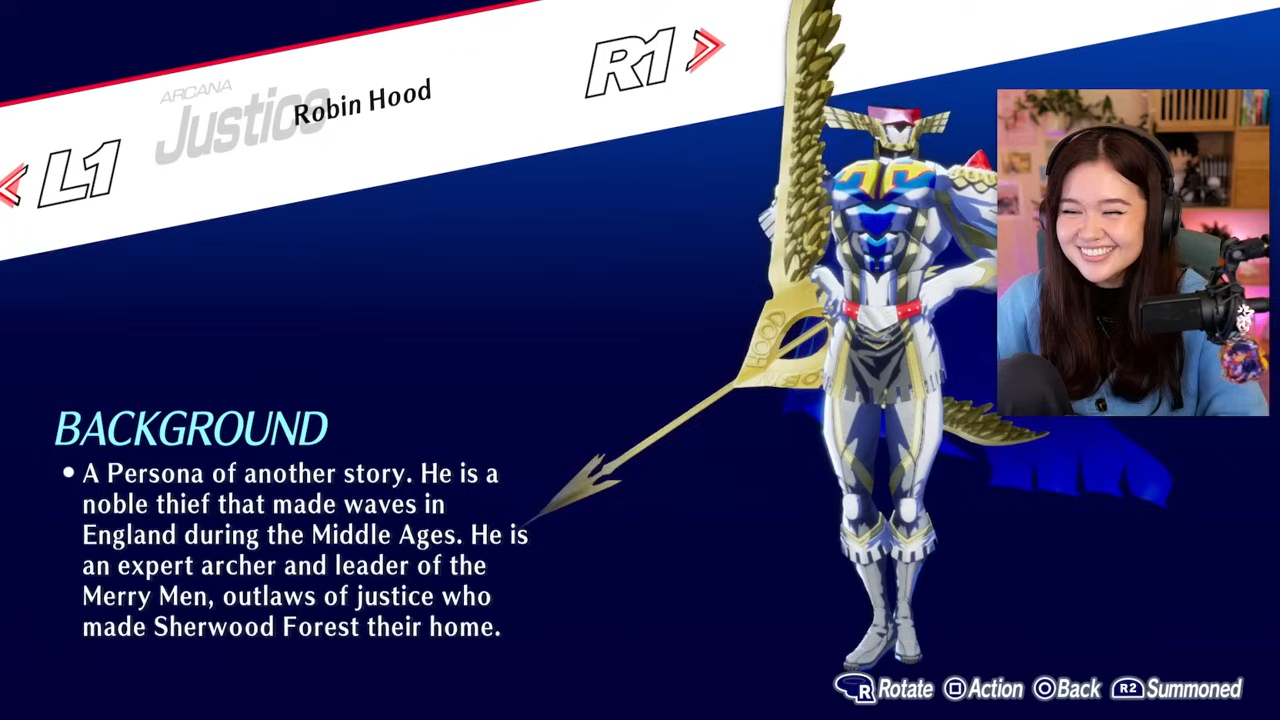 ARCANA
Justice
Robin Hood
R1
L1
HOOD
BACKGROUND
• A Persona of another story. He is a
noble thief that made waves in
England during the Middle Ages. He is
an expert archer and leader of the
Merry Men, outlaws of justice who
made Sherwood Forest their home.
R Rotate Action Back R2 Summoned